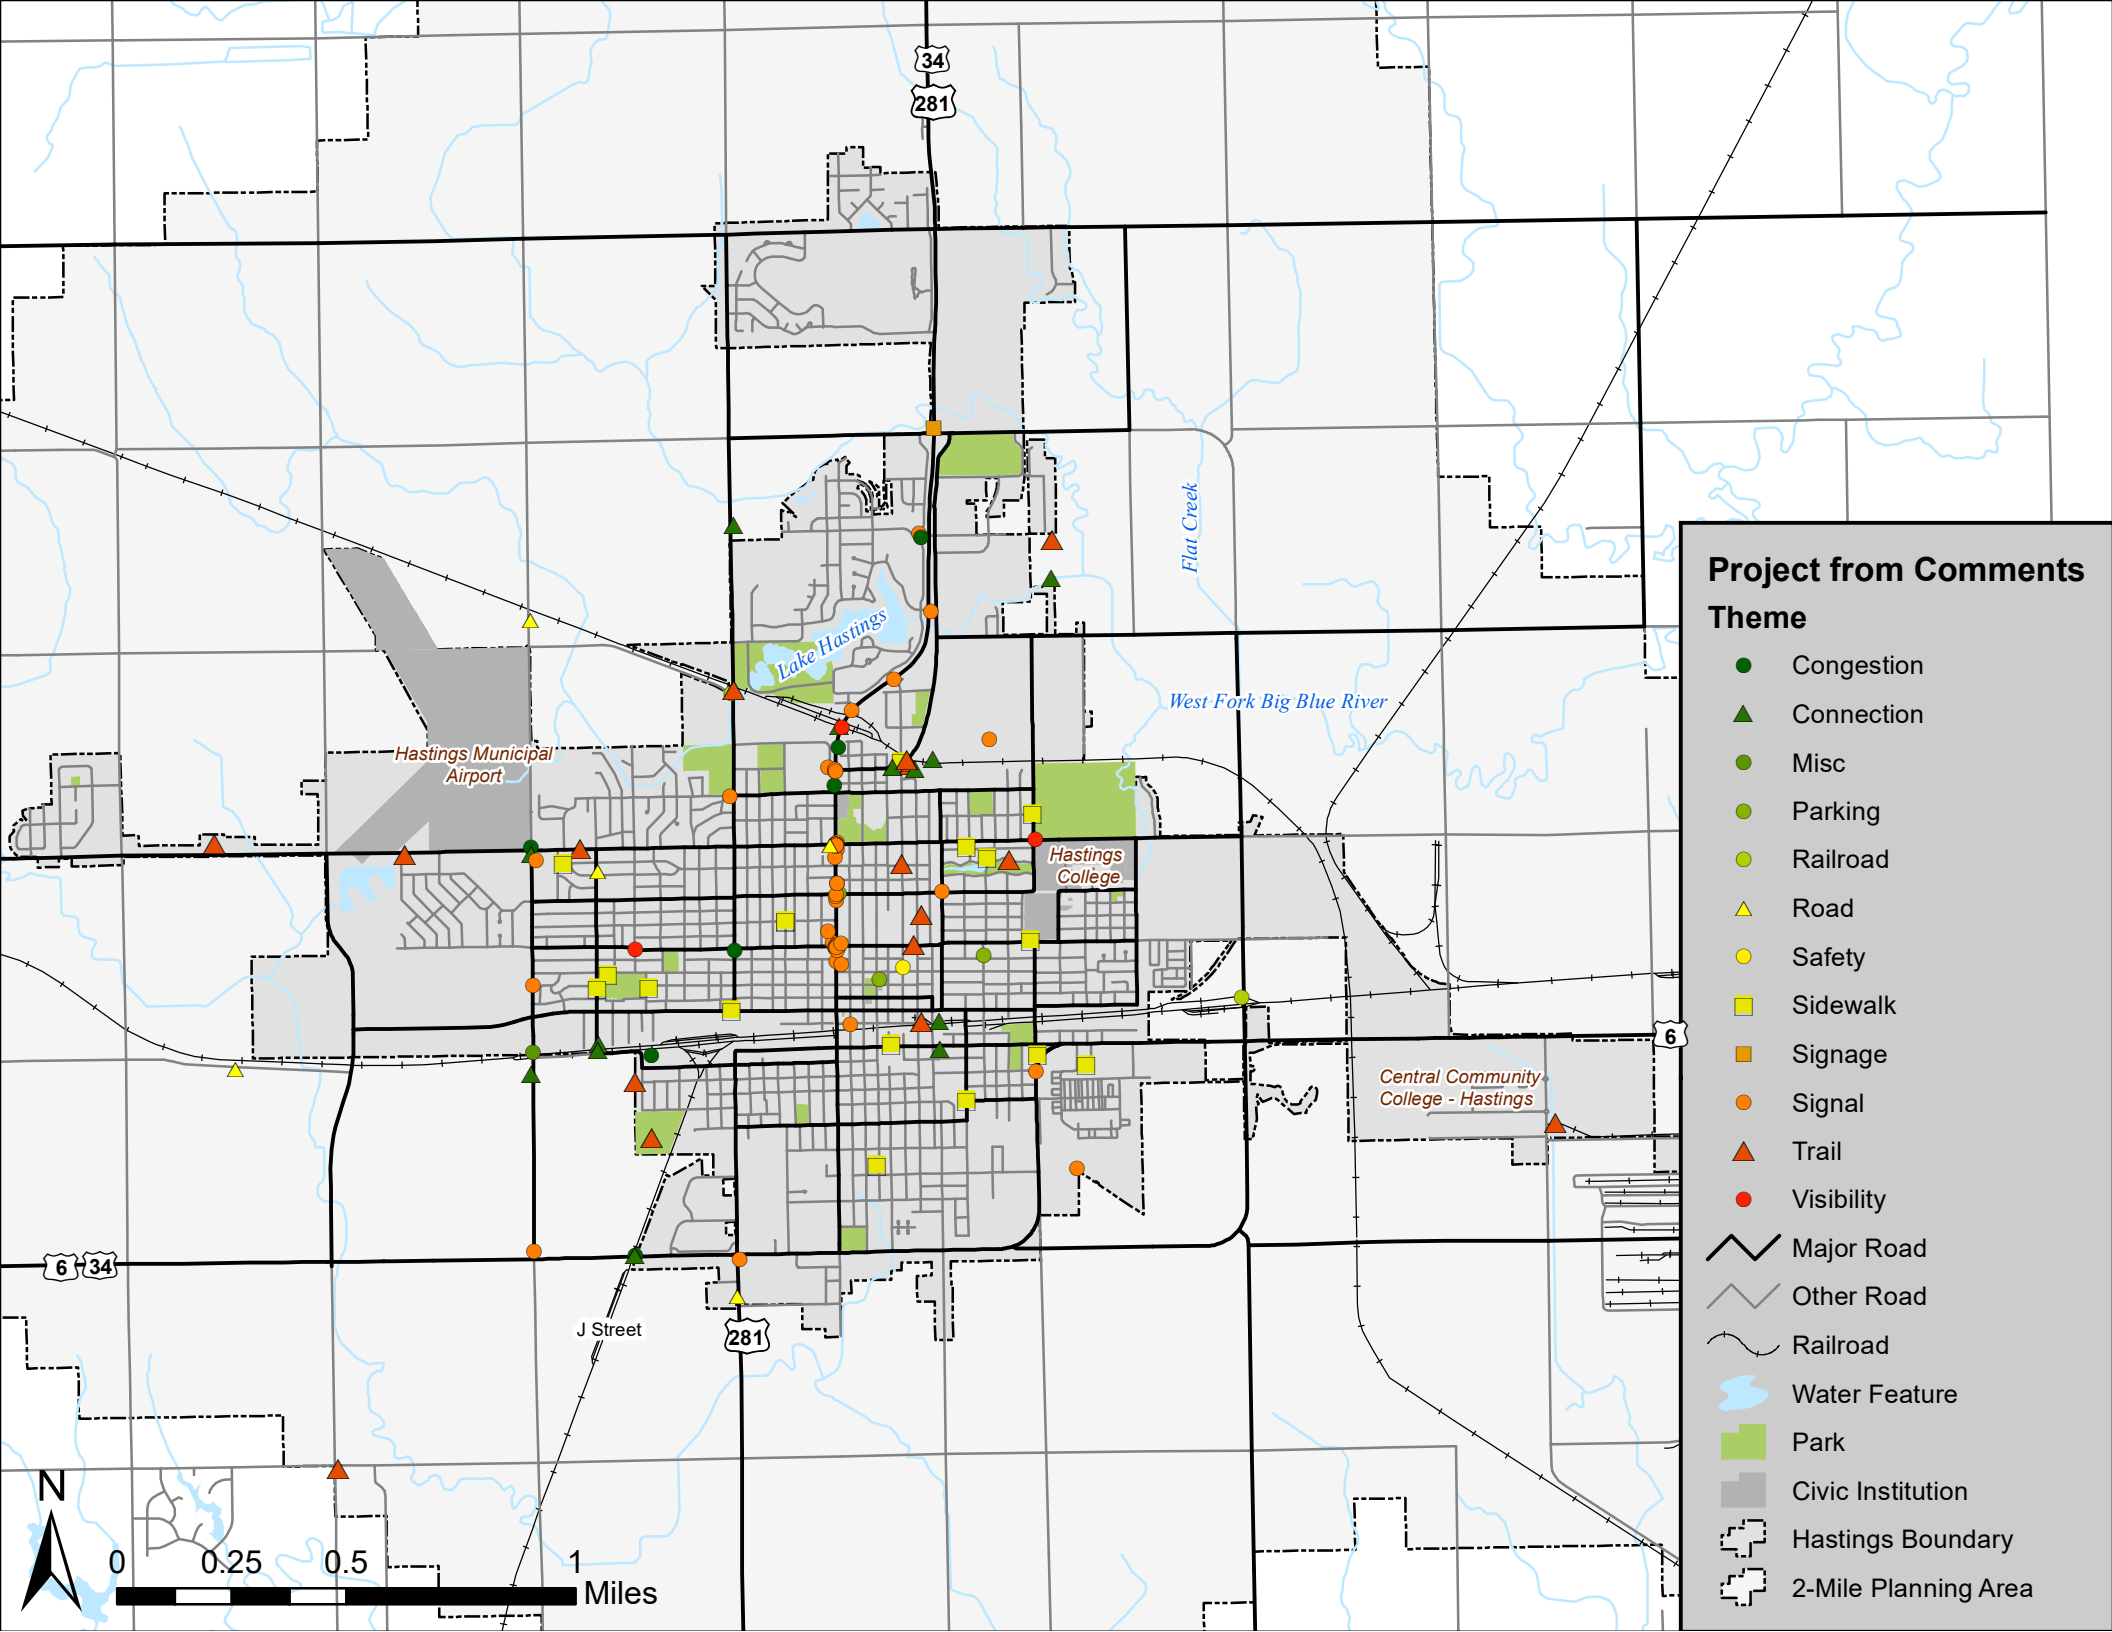 34
281
Flat Creek
Lake Hastings
West Fork Big Blue River
Hastings Municipal
Airport
Hastings
College
6
Central Community
College - Hastings
6
34
J Street
281
N
0
0.25
0.5
1
Miles
Project from Comments
Theme
Congestion
Connection
Misc
Parking
Railroad
Road
Safety
Sidewalk
Signage
Signal
Trail
Visibility
Major Road
Other Road
Railroad
Water Feature
Park
Civic Institution
Hastings Boundary
2-Mile Planning Area